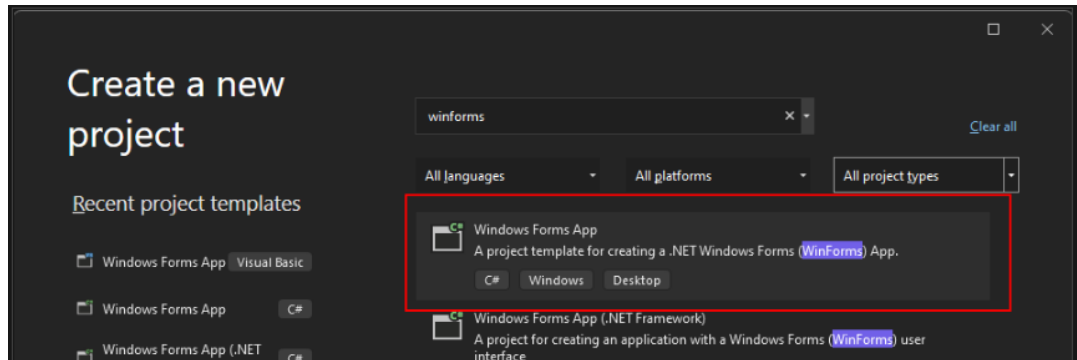 Create a new
project
Recent project templates
Windows Forms App Visual Basic
Windows Forms App C#
Windows Forms App (.NET C#
winforms
Clear all
All languages All platforms All project types
C#
Windows Forms App
A project template for creating a .NET Windows Forms (WinForms) App.
C# Windows Desktop
C#
Windows Forms App (.NET Framework)
A project for creating an application with a Windows Forms (WinForms) user
interface